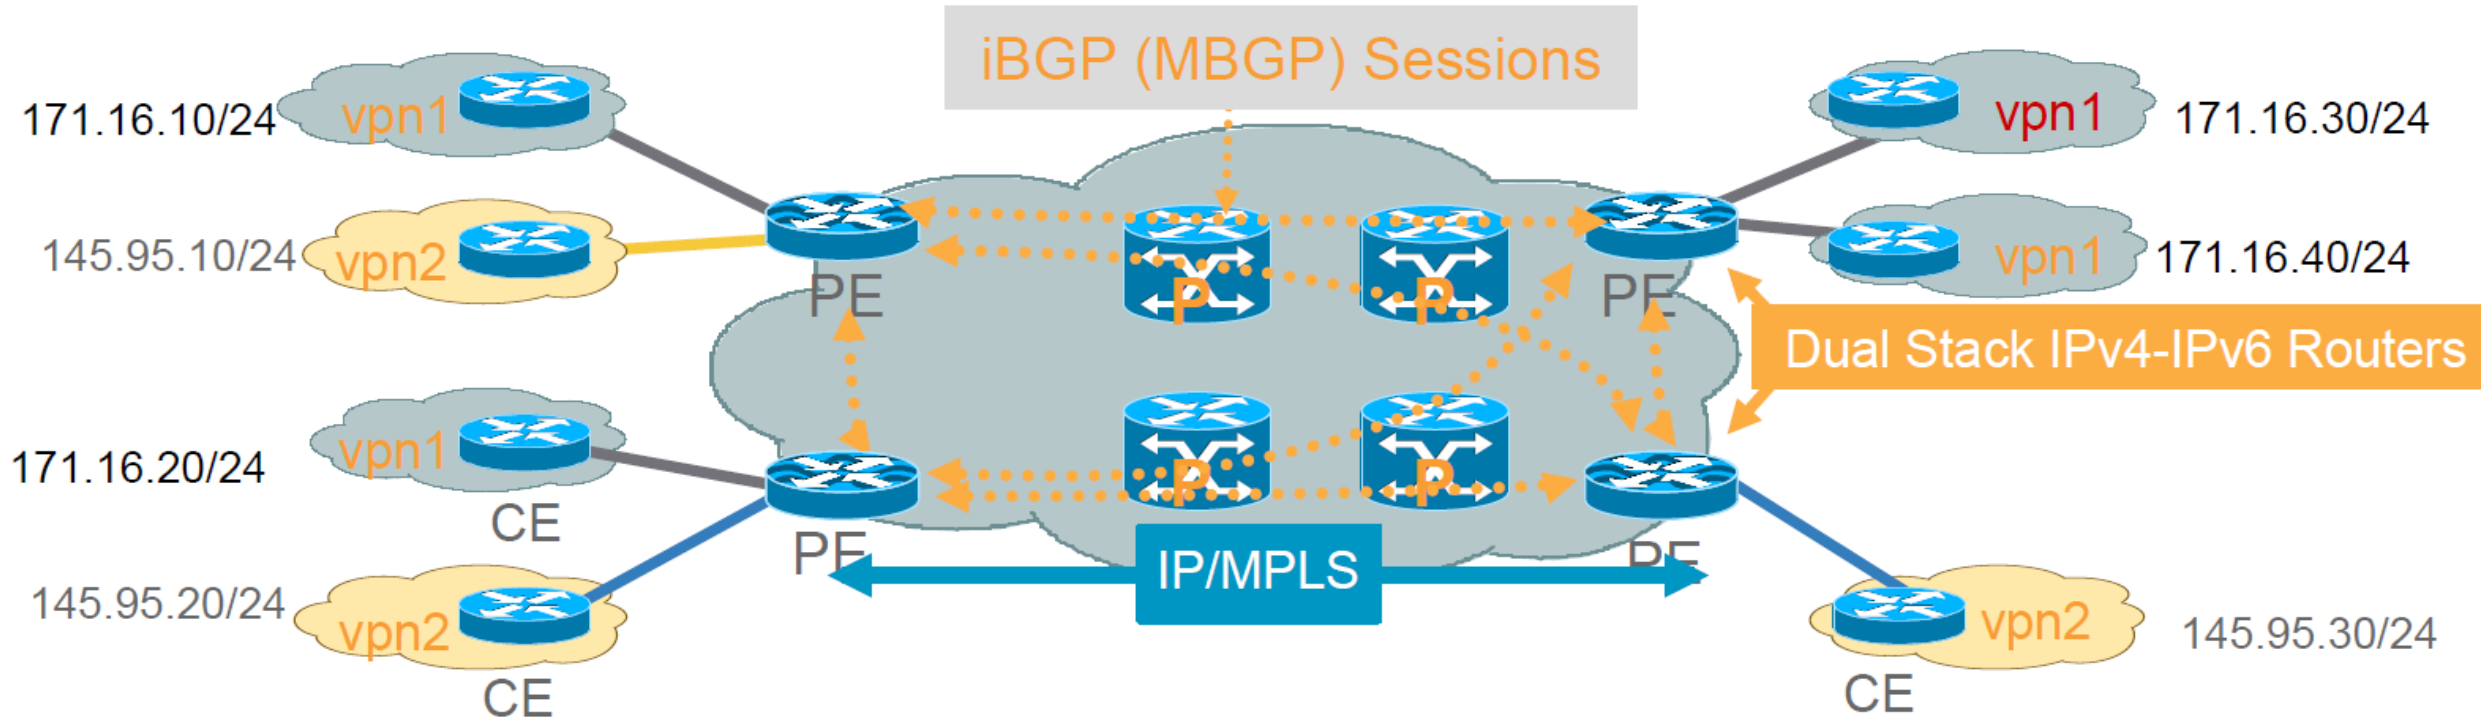 iBGP (MBGP) Sessions
171.16.10/24
vpn1
vpn1
171.16.30/24
145.95.10/24
vpn2
vpn1
171.16.40/24
PE
P
P
PE
Dual Stack IPv4-IPv6 Routers
171.16.20/24
vpn1
CE
P
P
PE
PE
IP/MPLS
145.95.20/24
vpn2
CE
vpn2
145.95.30/24
CE